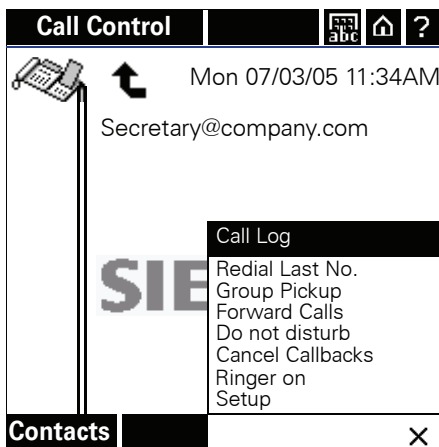 Call Control
abc
?
Mon 07/03/05 11:34AM
Secretary@company.com
SIE
Call Log
Redial Last No.
Group Pickup
Forward Calls
Do not disturb
Cancel Callbacks
Ringer on
Setup
Contacts